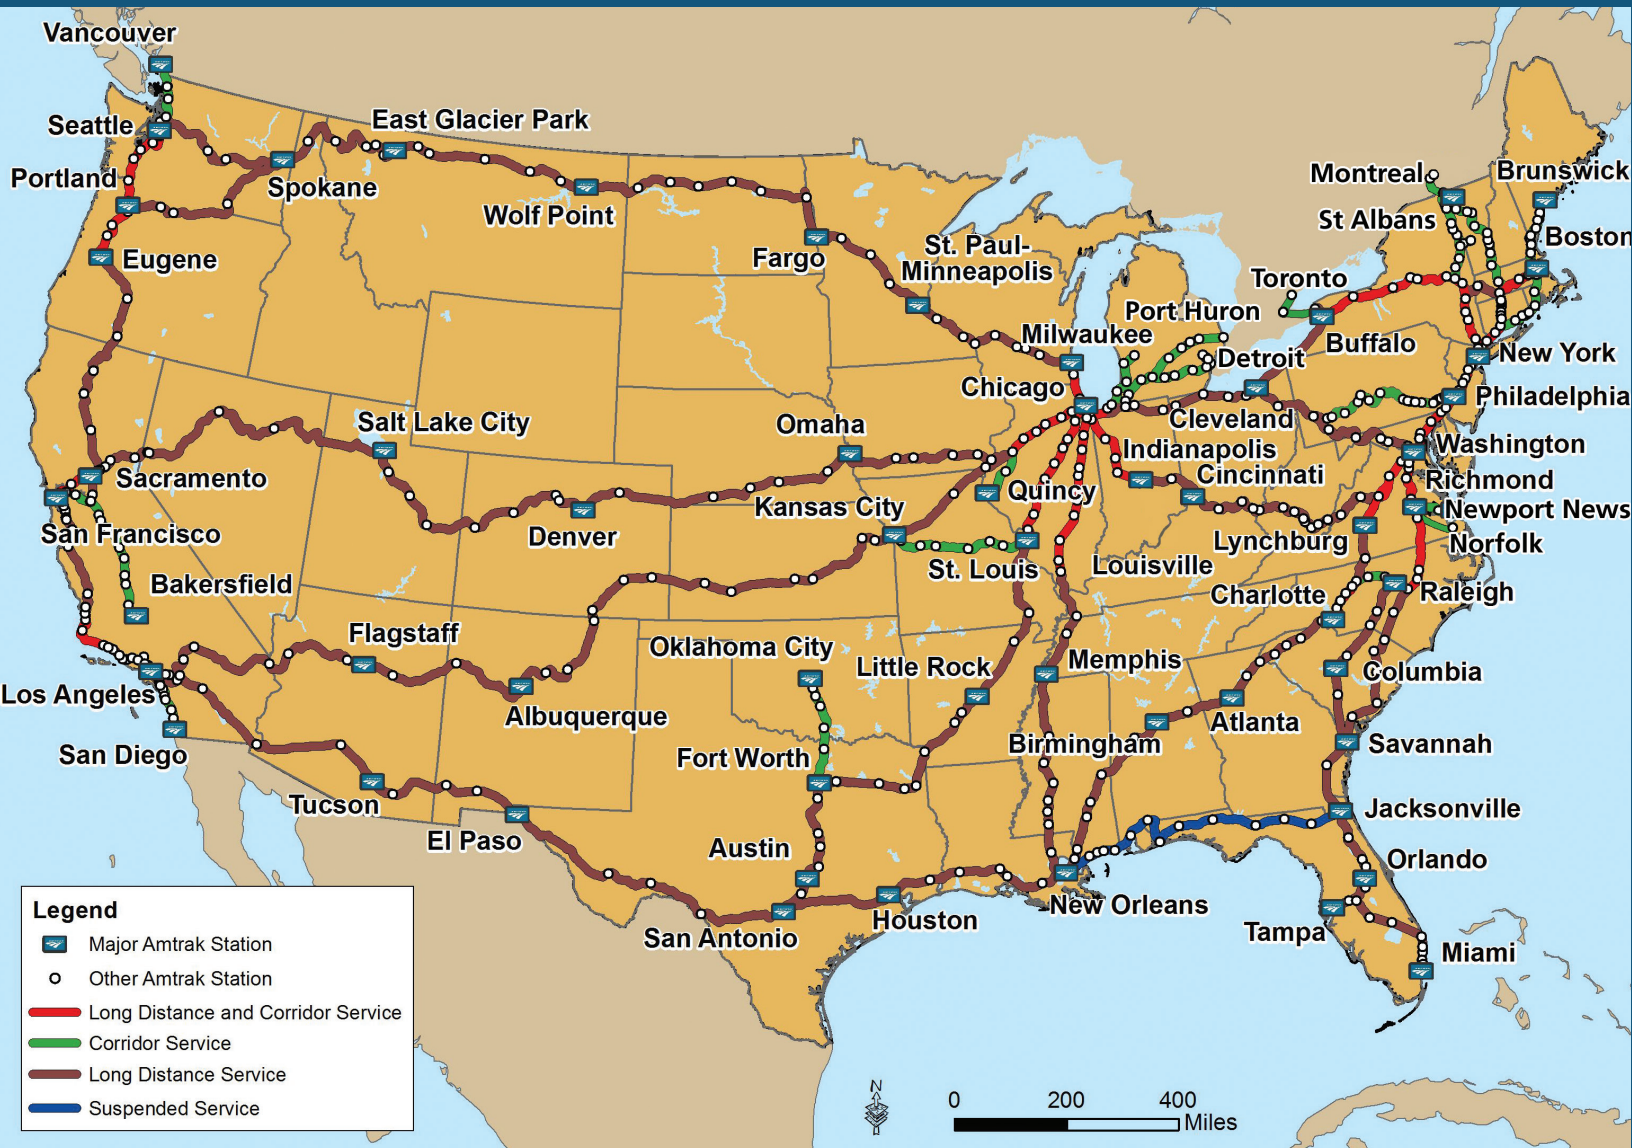 Vancouver
Seattle
East Glacier Park
Portland
Spokane
Wolf Point
Eugene
Fargo
St. Paul-
Minneapolis
Montreal
Brunswick
St Albans
Boston
Toronto
Port Huron
Milwaukee
Buffalo
Detroit
New York
Chicago
Philadelphia
Cleveland
Salt Lake City
Omaha
Washington
Indianapolis
Cincinnati
Sacramento
Richmond
Quincy
Kansas City
Newport News
San Francisco
Denver
Lynchburg
Norfolk
St. Louis
Louisville
Bakersfield
Charlotte
Raleigh
Flagstaff
Oklahoma City
Little Rock
Memphis
Columbia
Los Angeles
Albuquerque
Atlanta
San Diego
Fort Worth
Birmingham
Savannah
Tucson
El Paso
Jacksonville
Austin
Orlando
New Orleans
Houston
San Antonio
Tampa
Miami
Legend
Major Amtrak Station
Other Amtrak Station
Long Distance and Corridor Service
Corridor Service
Long Distance Service
Suspended Service
N
0 200 400
Miles